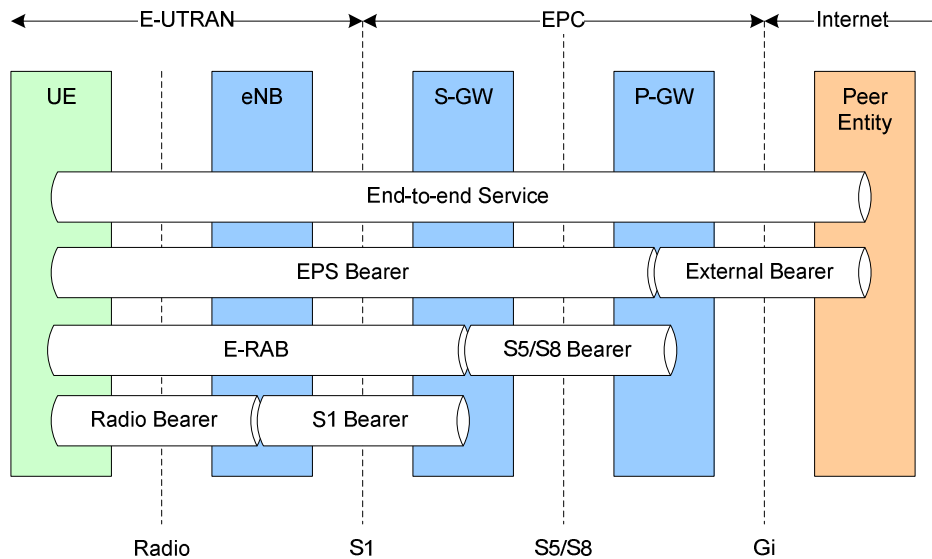 E-UTRAN
EPC
Internet
UE
eNB
S-GW
P-GW
Peer
Entity
End-to-end Service
EPS Bearer
External Bearer
E-RAB
S5/S8 Bearer
Radio Bearer
S1 Bearer
Radio
S1
S5/S8
Gi